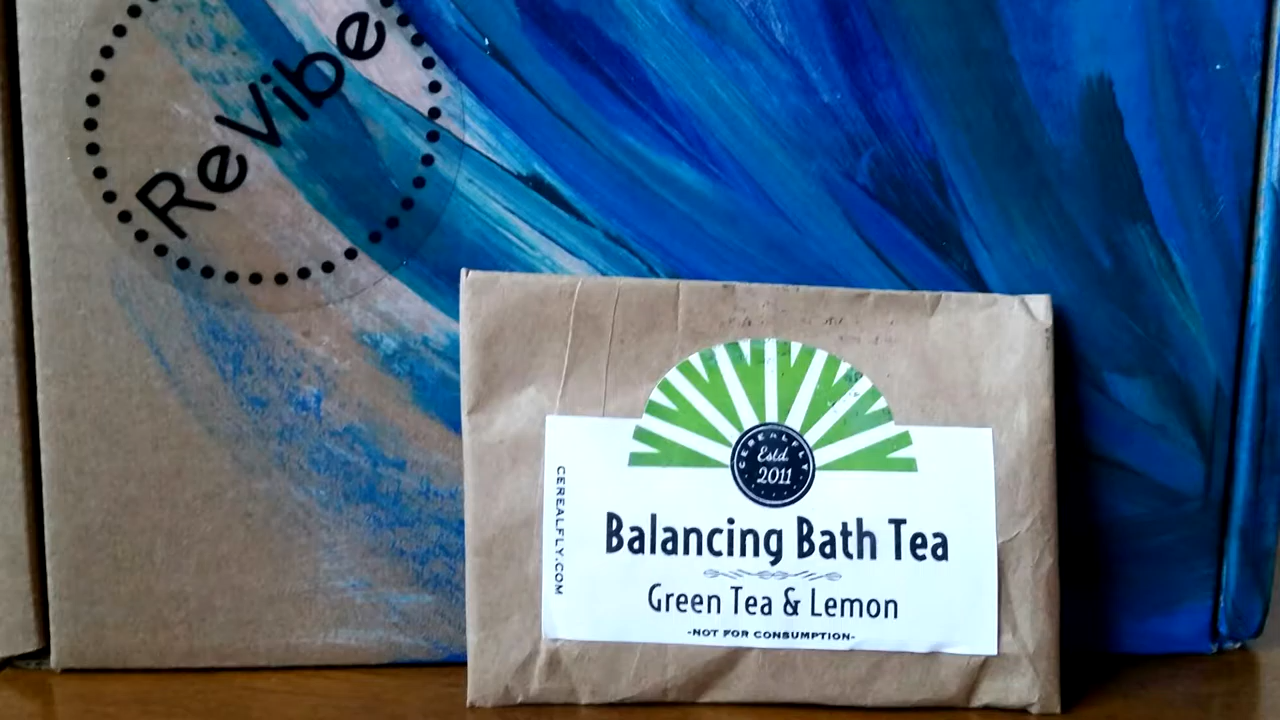 ReVibe
CEREALFLY
Estd.
2011
CEREALFLY.COM
Balancing Bath Tea
Green Tea & Lemon
-NOT FOR CONSUMPTION-